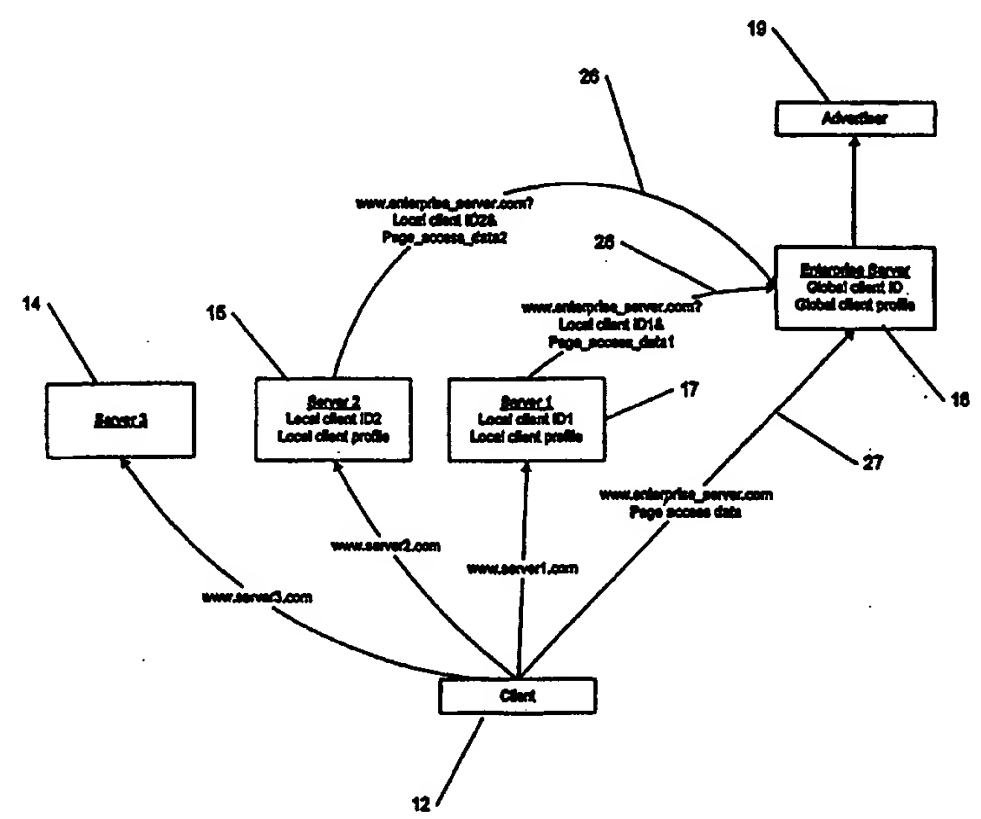 19
26
Advertiser
www.enterprise_server.com?
Local client ID2&
Page_access_data2
Enterprise Server
Global client ID
Global client profile
14
15
www.enterprise_server.com?
Local client ID1&
Page_access_data1
Server 3
Server 2
Local client ID2
Local client profile
Server 1
Local client ID1
Local client profile
17
27
www.enterprise_server.com
Page access data
www.server2.com
www.server1.com
www.server3.com
Client
12